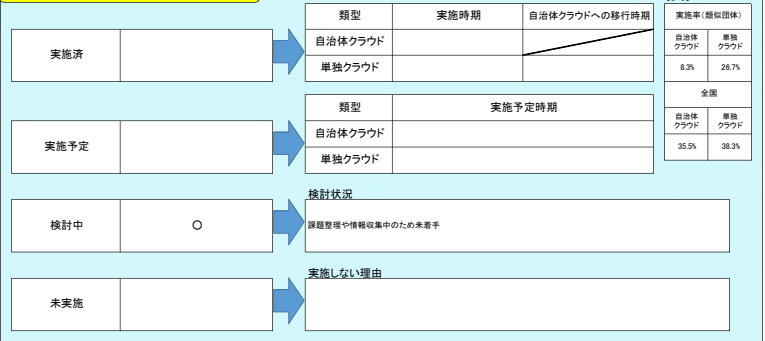 類型 実施時期 自治体クラウドへの移行時期
実施済
自治体クラウド
単独クラウド
実施率(類似団体)
自治体クラウド 単独クラウド
8.3% 26.7%
全国
自治体クラウド 単独クラウド
35.5% 38.3%
類型 実施予定時期
実施予定
自治体クラウド
単独クラウド
検討状況
検討中 ○
課題整理や情報収集中のため未着手
実施しない理由
未実施